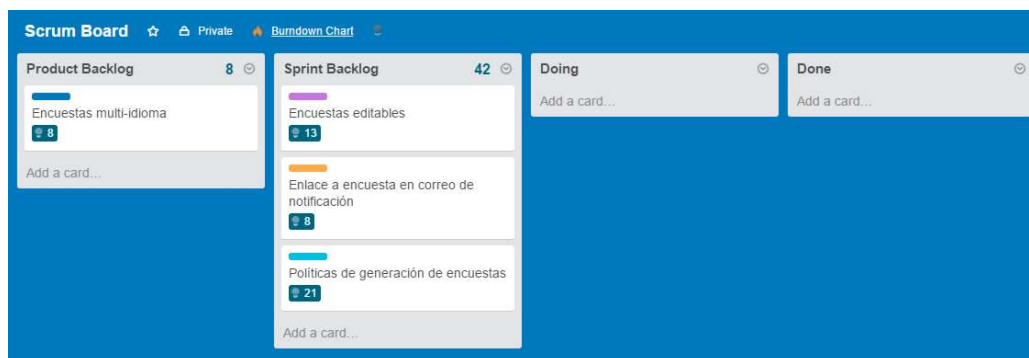 Scrum Board Private Burndown Chart
Product Backlog 8
Encuestas multi-idioma
8
Add a card...
Sprint Backlog 42
Encuestas editables
13
Enlace a encuesta en correo de
notificación
8
Políticas de generación de encuestas
21
Add a card...
Doing
Add a card...
Done
Add a card...